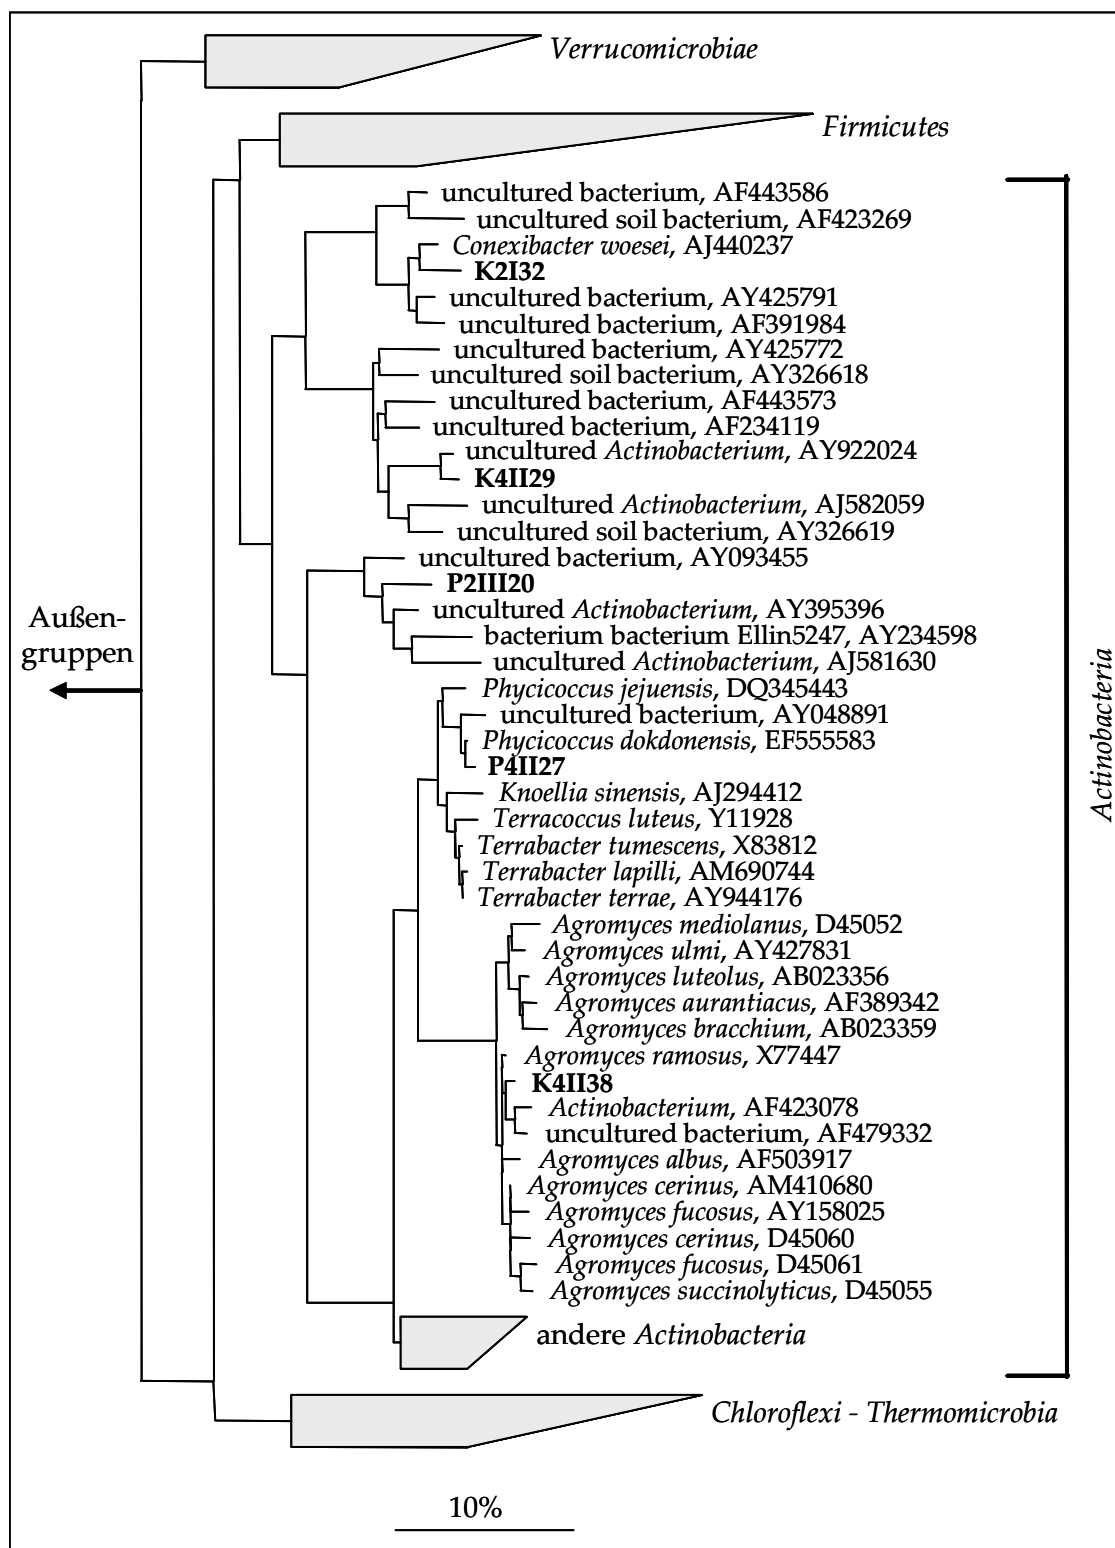 Verrucomicrobiae
Firmicutes
uncultured bacterium, AF443586
uncultured soil bacterium, AF423269
Conexibacter woesei, AJ440237
K2I32
uncultured bacterium, AY425791
uncultured bacterium, AF391984
uncultured bacterium, AY425772
uncultured soil bacterium, AY326618
uncultured bacterium, AF443573
uncultured bacterium, AF234119
uncultured Actinobacterium, AY922024
K4II29
uncultured Actinobacterium, AJ582059
uncultured soil bacterium, AY326619
uncultured bacterium, AY093455
P2III20
uncultured Actinobacterium, AY395396
bacterium bacterium Ellin5247, AY234598
uncultured Actinobacterium, AJ581630
Außen-
gruppen
Phycicoccus jejuensis, DQ345443
uncultured bacterium, AY048891
Phycicoccus dokdonensis, EF555583
P4II27
Knoellia sinensis, AJ294412
Terracoccus luteus, Y11928
Terrabacter tumescens, X83812
Terrabacter lapilli, AM690744
Terrabacter terrae, AY944176
Agromyces mediolanus, D45052
Agromyces ulmi, AY427831
Agromyces luteolus, AB023356
Agromyces aurantiacus, AF389342
Agromyces bracchium, AB023359
Agromyces ramosus, X77447
K4II38
Actinobacterium, AF423078
uncultured bacterium, AF479332
Agromyces albus, AF503917
Agromyces cerinus, AM410680
Agromyces fucosus, AY158025
Agromyces cerinus, D45060
Agromyces fucosus, D45061
Agromyces succinolyticus, D45055
andere Actinobacteria
Actinobacteria
Chloroflexi - Thermomicrobia
10%